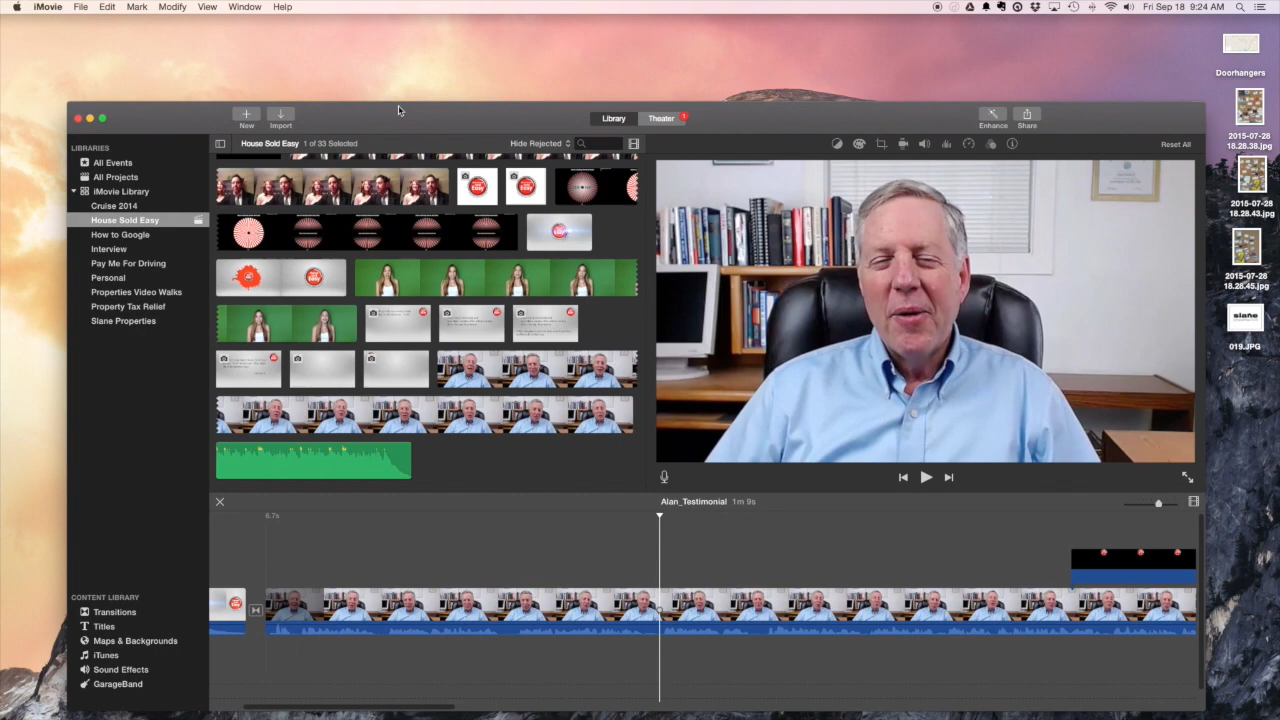 iMovie File Edit Mark Modify View Window Help
Fri Sep 18 9:24 AM
Doorhangers
2015-07-28
18.28.38.jpg
2015-07-28
18.28.43.jpg
2015-07-28
18.28.45.jpg
slane
019.JPG
New Import
Library Theater 1
Enhance Share
LIBRARIES
House Sold Easy 1 of 33 Selected
Hide Rejected
Reset All
All Events
All Projects
iMovie Library
Cruise 2014
House Sold Easy
How to Google
Interview
Pay Me For Driving
Personal
Properties Video Walks
Property Tax Relief
Slane Properties
Alan_Testimonial 1m 9s
6.7s
CONTENT LIBRARY
Transitions
Titles
Maps & Backgrounds
iTunes
Sound Effects
GarageBand